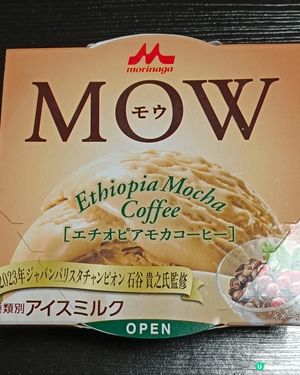 morinaga
MOW
モウ
Ethiopia Mocha
Coffee
[エチオピアモカコーヒー]
2023年ジャパンバリスタチャンピオン 石谷 貴之氏監修
種類別 アイスミルク
OPEN